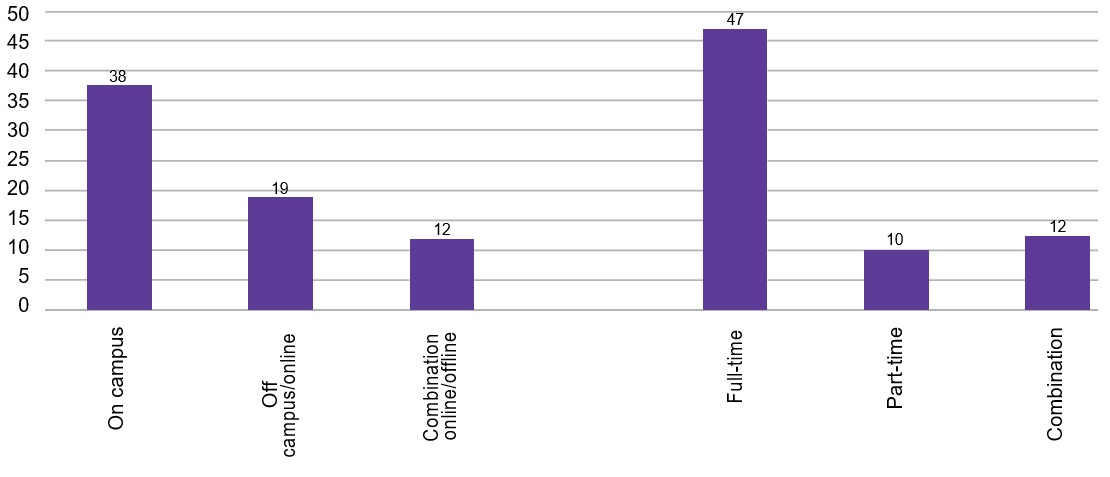 50
45
40
35
30
25
20
15
10
5
0
38
19
12
47
10
12
On campus
Off
campus/online
Combination
online/offline
Full-time
Part-time
Combination